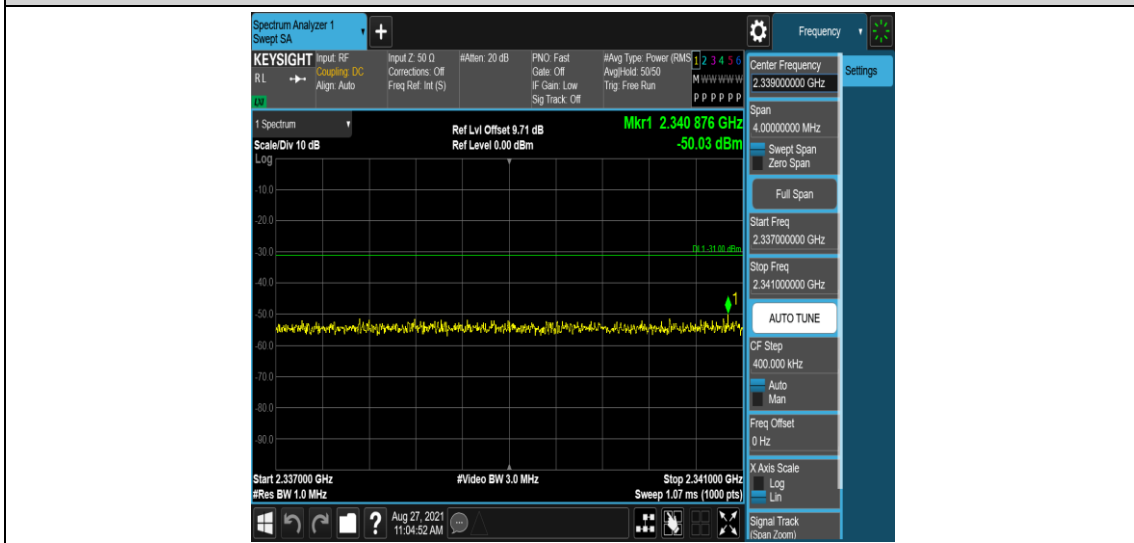 Spectrum Analyzer 1
Swept SA
+
Frequency
KEYSIGHT
RL
LXI
Input: RF
Coupling: DC
Align: Auto
Input Z: 50 Ω
Corrections: Off
Freq Ref: Int (S)
#Atten: 20 dB
PNO: Fast
Gate: Off
IF Gain: Low
Sig Track: Off
#Avg Type: Power (RMS
Avg|Hold: 50/50
Trig: Free Run
1 2 3 4 5 6
M W W W W W
P P P P P P
1 Spectrum
Scale/Div 10 dB
Log
Ref Lvl Offset 9.71 dB
Ref Level 0.00 dBm
Mkr1 2.340 876 GHz
-50.03 dBm
-10.0
-20.0
-30.0
DL1 -31.00 dBm
-40.0
1
-50.0
-60.0
-70.0
-80.0
-90.0
Start 2.337000 GHz
#Res BW 1.0 MHz
#Video BW 3.0 MHz
Stop 2.341000 GHz
Sweep 1.07 ms (1000 pts)
?
Aug 27, 2021
11:04:52 AM
Center Frequency
2.339000000 GHz
Settings
Span
4.00000000 MHz
Swept Span
Zero Span
Full Span
Start Freq
2.337000000 GHz
Stop Freq
2.341000000 GHz
AUTO TUNE
CF Step
400.000 kHz
Auto
Man
Freq Offset
0 Hz
X Axis Scale
Log
Lin
Signal Track
(Span Zoom)